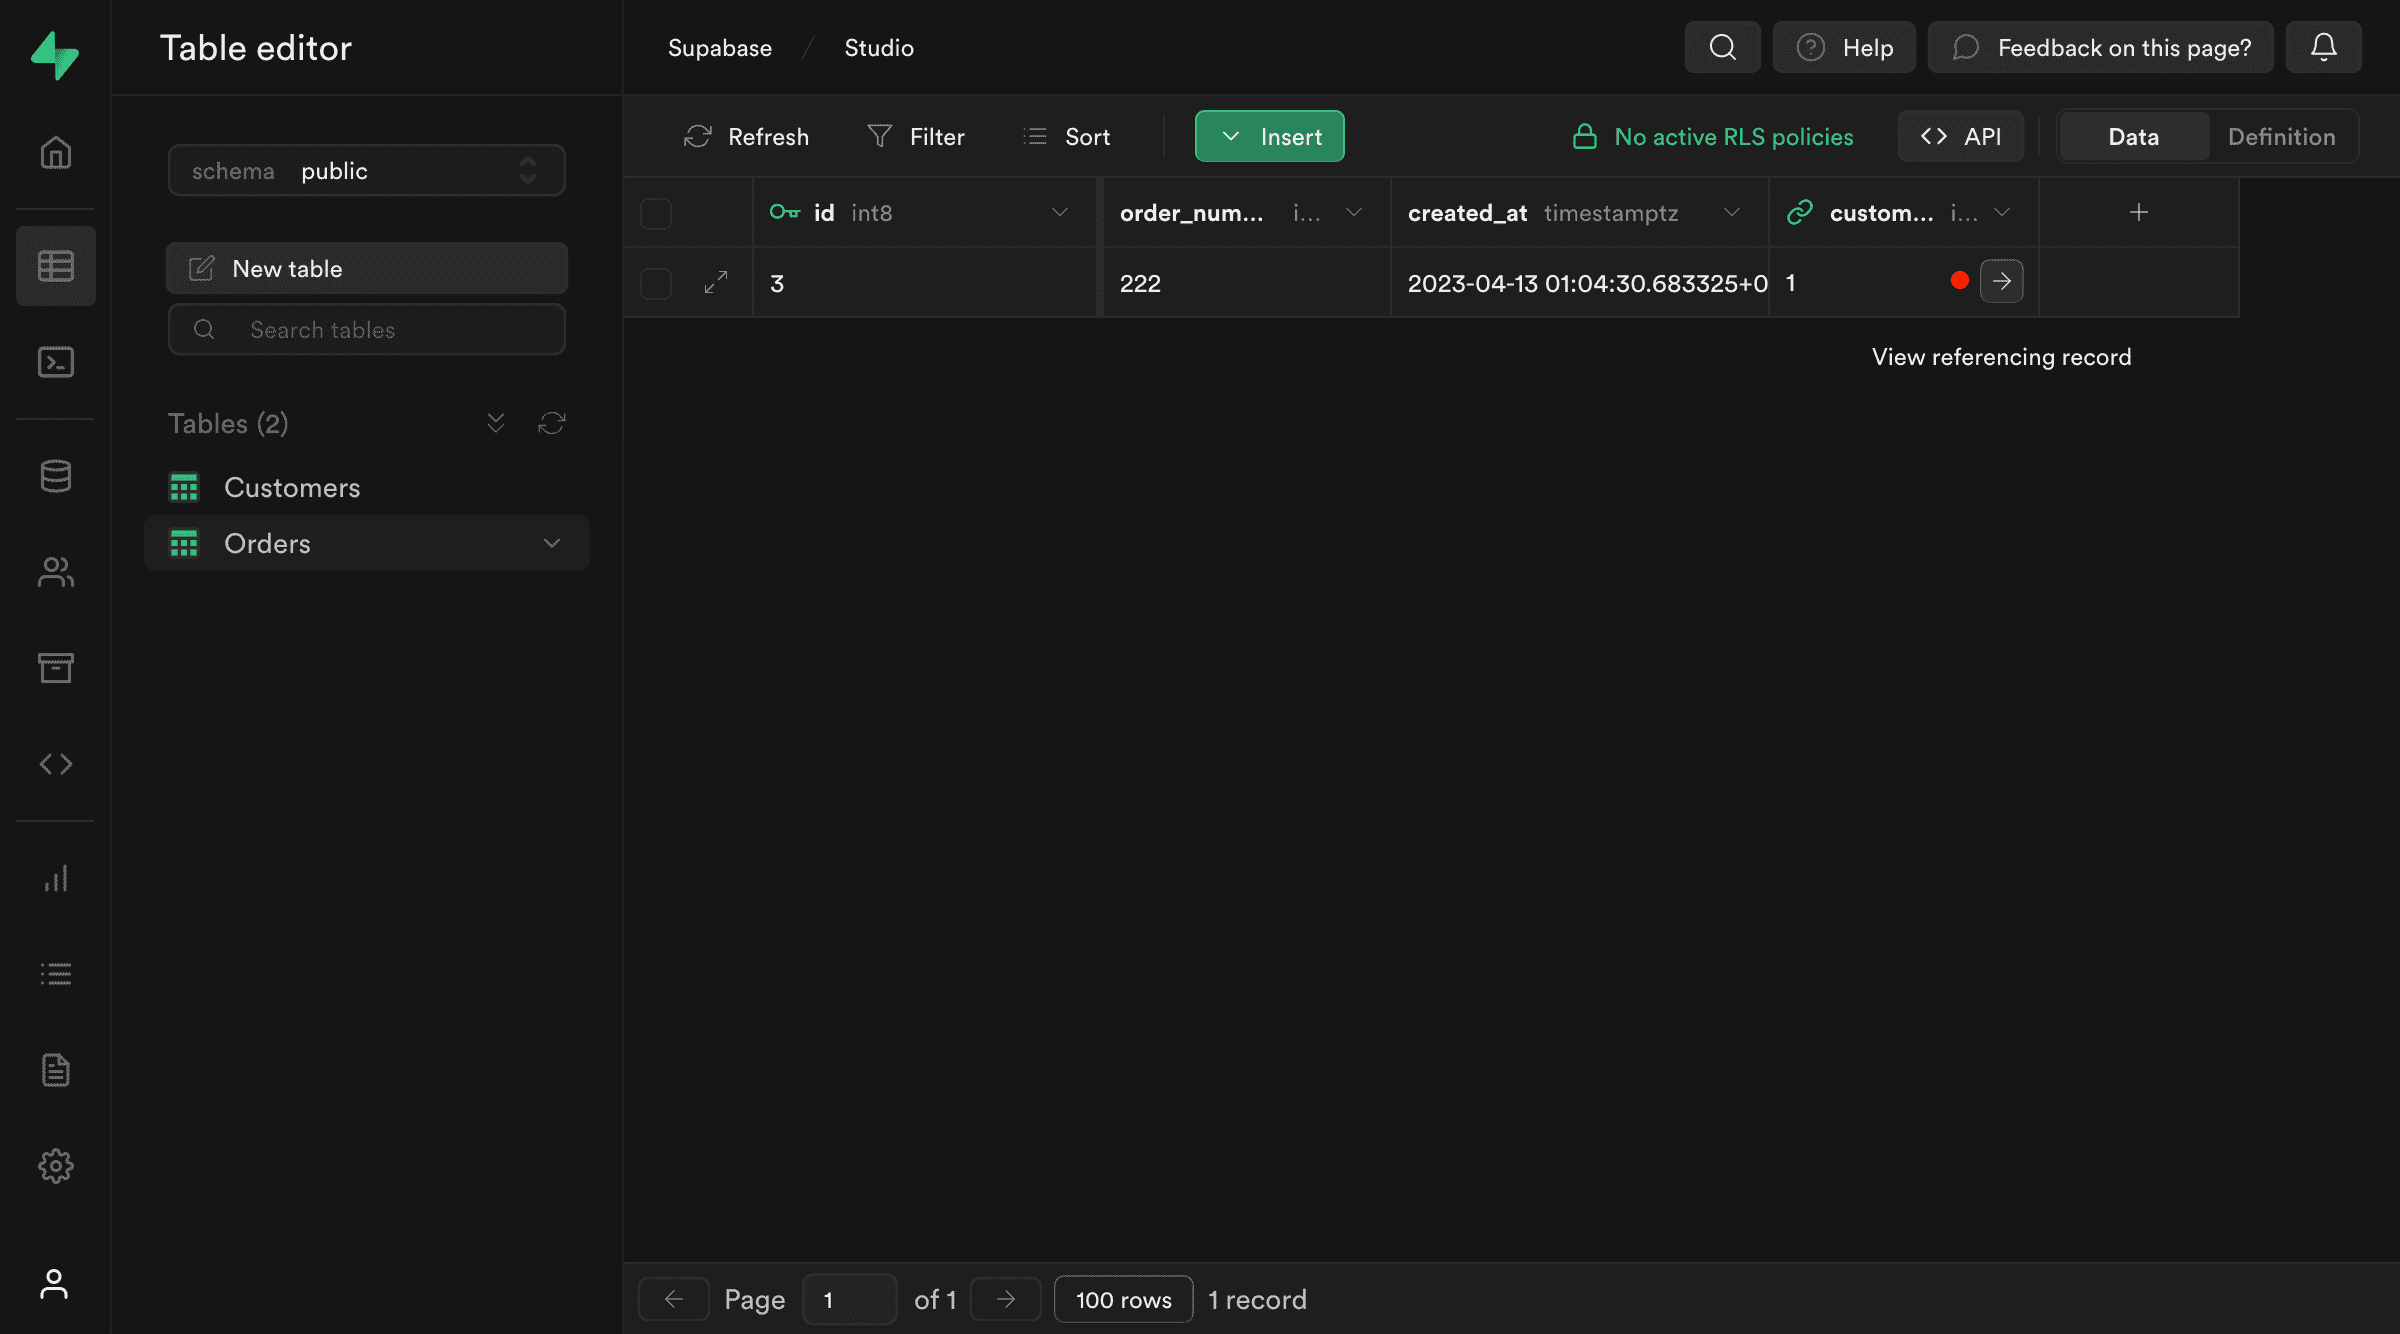 Table editor
Supabase / Studio
Help
Feedback on this page?
schema public
New table
Search tables
Tables (2)
Customers
Orders
Refresh
Filter
Sort
Insert
No active RLS policies
API
Data
Definition
id int8
order_num... i...
created_at timestamptz
custom... i...
3
222
2023-04-13 01:04:30.683325+0
1
View referencing record
Page 1 of 1
100 rows
1 record